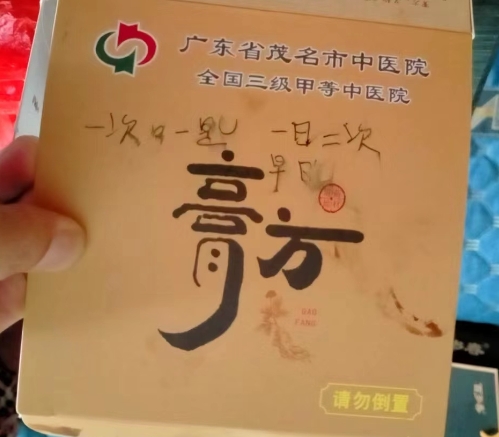 广东省茂名市中医院
全国三级甲等中医院
一次口一匙 一日二次
早
膏方
GAO
FANG
请勿倒置